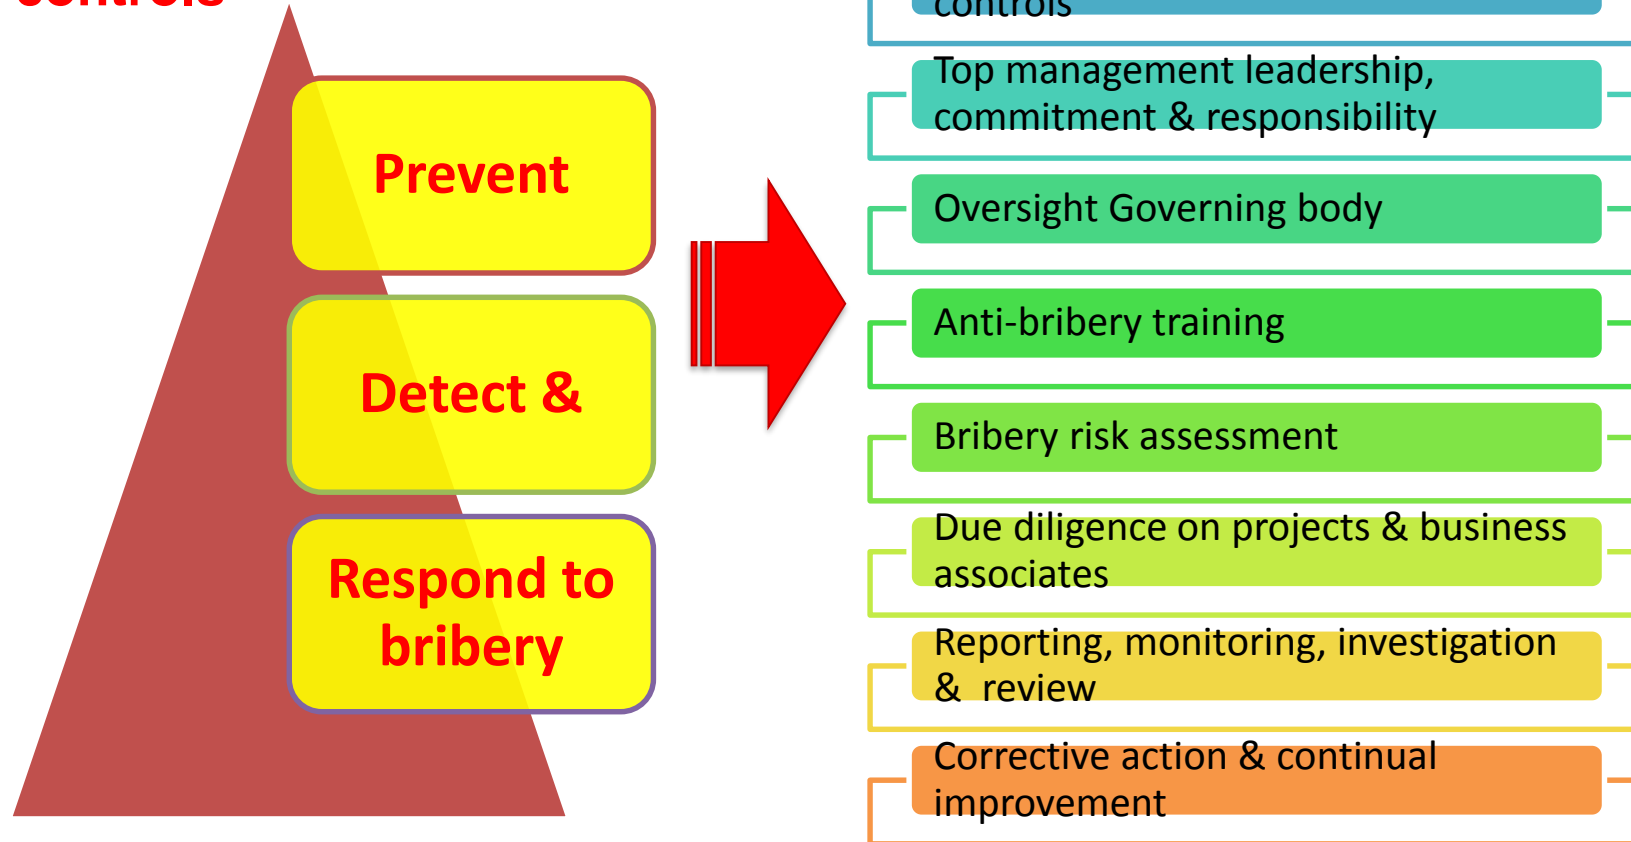 controls
Prevent
Detect &
Respond to
bribery
controls
Top management leadership,
commitment & responsibility
Oversight Governing body
Anti-bribery training
Bribery risk assessment
Due diligence on projects & business
associates
Reporting, monitoring, investigation
& review
Corrective action & continual
improvement